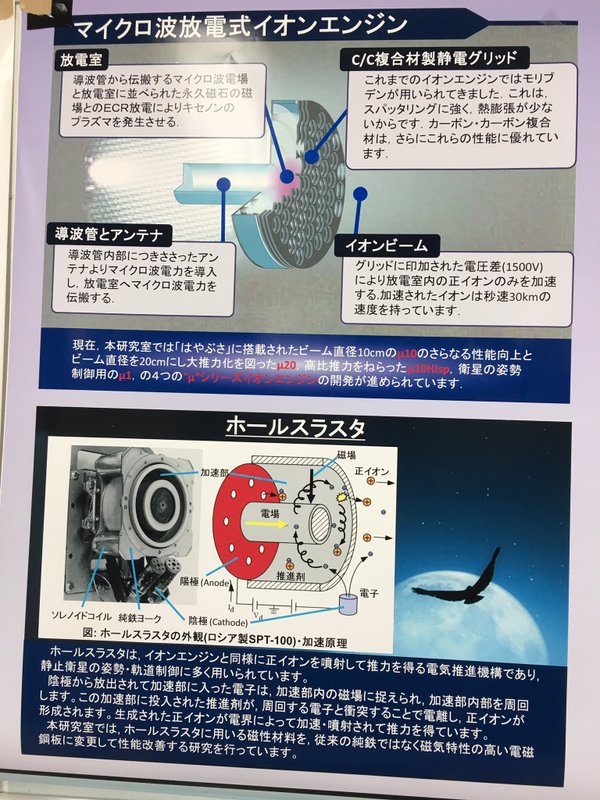 マイクロ波放電式イオンエンジン
放電室
導波管から伝搬するマイクロ波電場
と放電室に並べられた永久磁石の磁
場とのECR放電によりキセノンの
プラズマを発生させる.
C/C複合材製静電グリッド
これまでのイオンエンジンではモリブ
デンが用いられてきました. これは,
スパッタリングに強く, 熱膨張が少な
いからです. カーボン・カーボン複合
材は, さらにこれらの性能に優れてい
ます.
導波管とアンテナ
導波管内部につきささったアン
テナよりマイクロ波電力を導入
し, 放電室へマイクロ波電力を
伝搬する.
イオンビーム
グリッドに印加された電圧差(1500V)
により放電室内の正イオンのみを加速
する.加速されたイオンは秒速30kmの
速度を持っています.
現在, 本研究室では「はやぶさ」に搭載されたビーム直径10cmのμ10のさらなる性能向上と
ビーム直径を20cmにし大推力化を図ったμ20, 高比推力をねらったμ10HIsp, 衛星の姿勢
制御用のμ1, の４つの"μ"シリーズイオンエンジンの開発が進められています.
ホールスラスタ
加速部
磁場
正イオン
電場
推進剤
陽極(Anode)
電子
Id
Vd
ソレノイドコイル 純鉄ヨーク
陰極(Cathode)
図: ホールスラスタの外観(ロシア製SPT-100)・加速原理
ホールスラスタは, イオンエンジンと同様に正イオンを噴射して推力を得る電気推進機構であり,
静止衛星の姿勢・軌道制御に多く用いられています.
陰極から放出されて加速部に入った電子は, 加速部内の磁場に捉えられ, 加速部内部を周回
します。この加速部に投入された推進剤が, 周回する電子と衝突することで電離し, 正イオンが
形成されます。生成された正イオンが電界によって加速・噴射されて推力を得ています.
本研究室では, ホールスラスタに用いる磁性材料を, 従来の純鉄ではなく磁気特性の高い電磁
鋼板に変更して性能改善する研究を行っています.